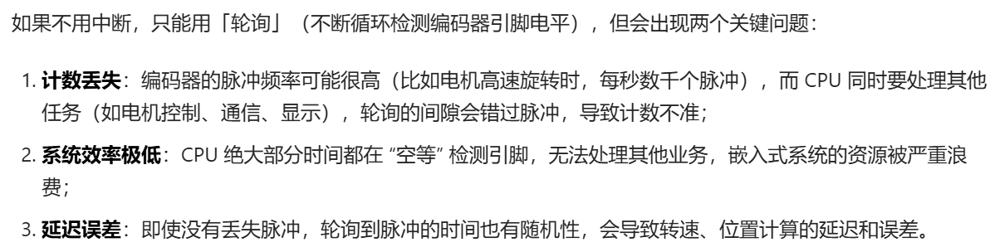 如果不用中断，只能用「轮询」（不断循环检测编码器引脚电平），但会出现两个关键问题：
1. 计数丢失：编码器的脉冲频率可能很高（比如电机高速旋转时，每秒数千个脉冲），而 CPU 同时要处理其他
任务（如电机控制、通信、显示），轮询的间隙会错过脉冲，导致计数不准；
2. 系统效率极低：CPU 绝大部分时间都在 “空等” 检测引脚，无法处理其他业务，嵌入式系统的资源被严重浪
费；
3. 延迟误差：即使没有丢失脉冲，轮询到脉冲的时间也有随机性，会导致转速、位置计算的延迟和误差。